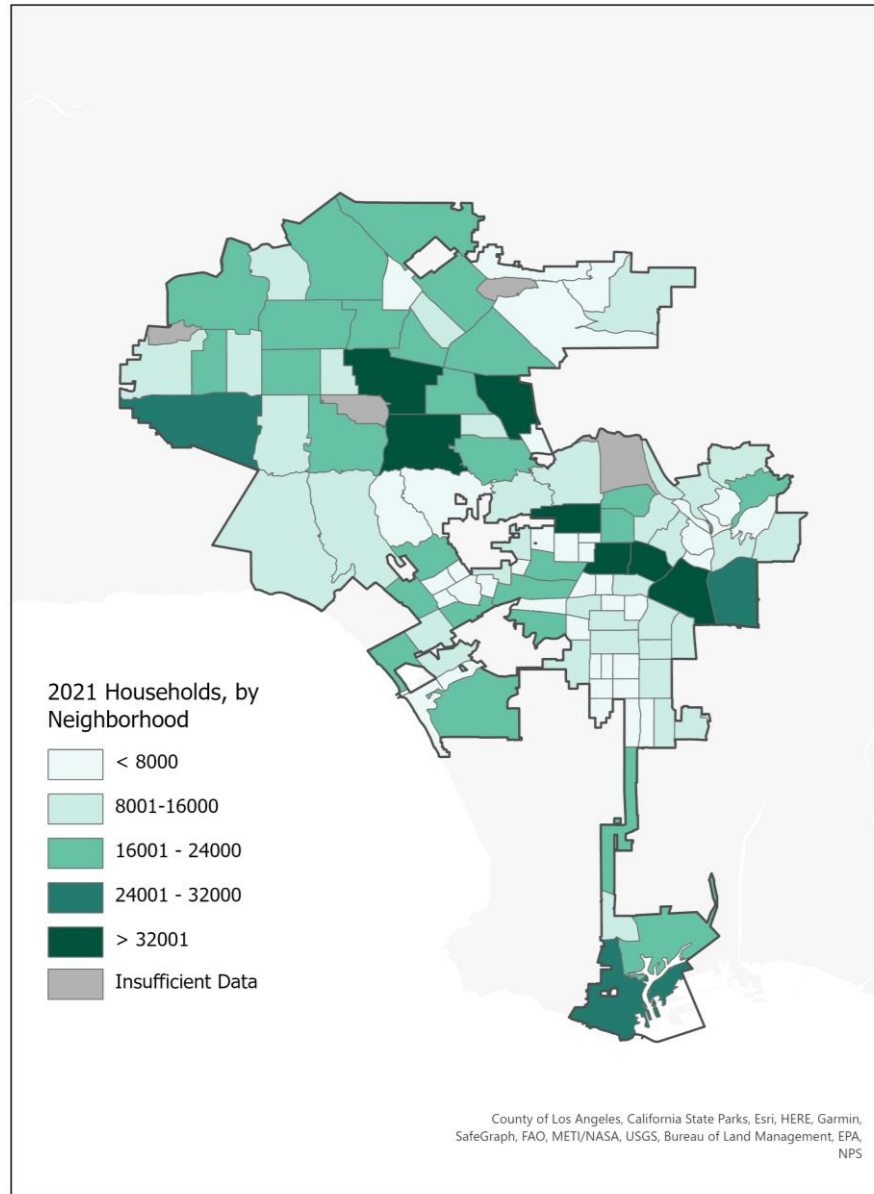 2021 Households, by
Neighborhood
< 8000
8001-16000
16001 - 24000
24001 - 32000
> 32001
Insufficient Data
County of Los Angeles, California State Parks, Esri, HERE, Garmin,
SafeGraph, FAO, METI/NASA, USGS, Bureau of Land Management, EPA,
NPS